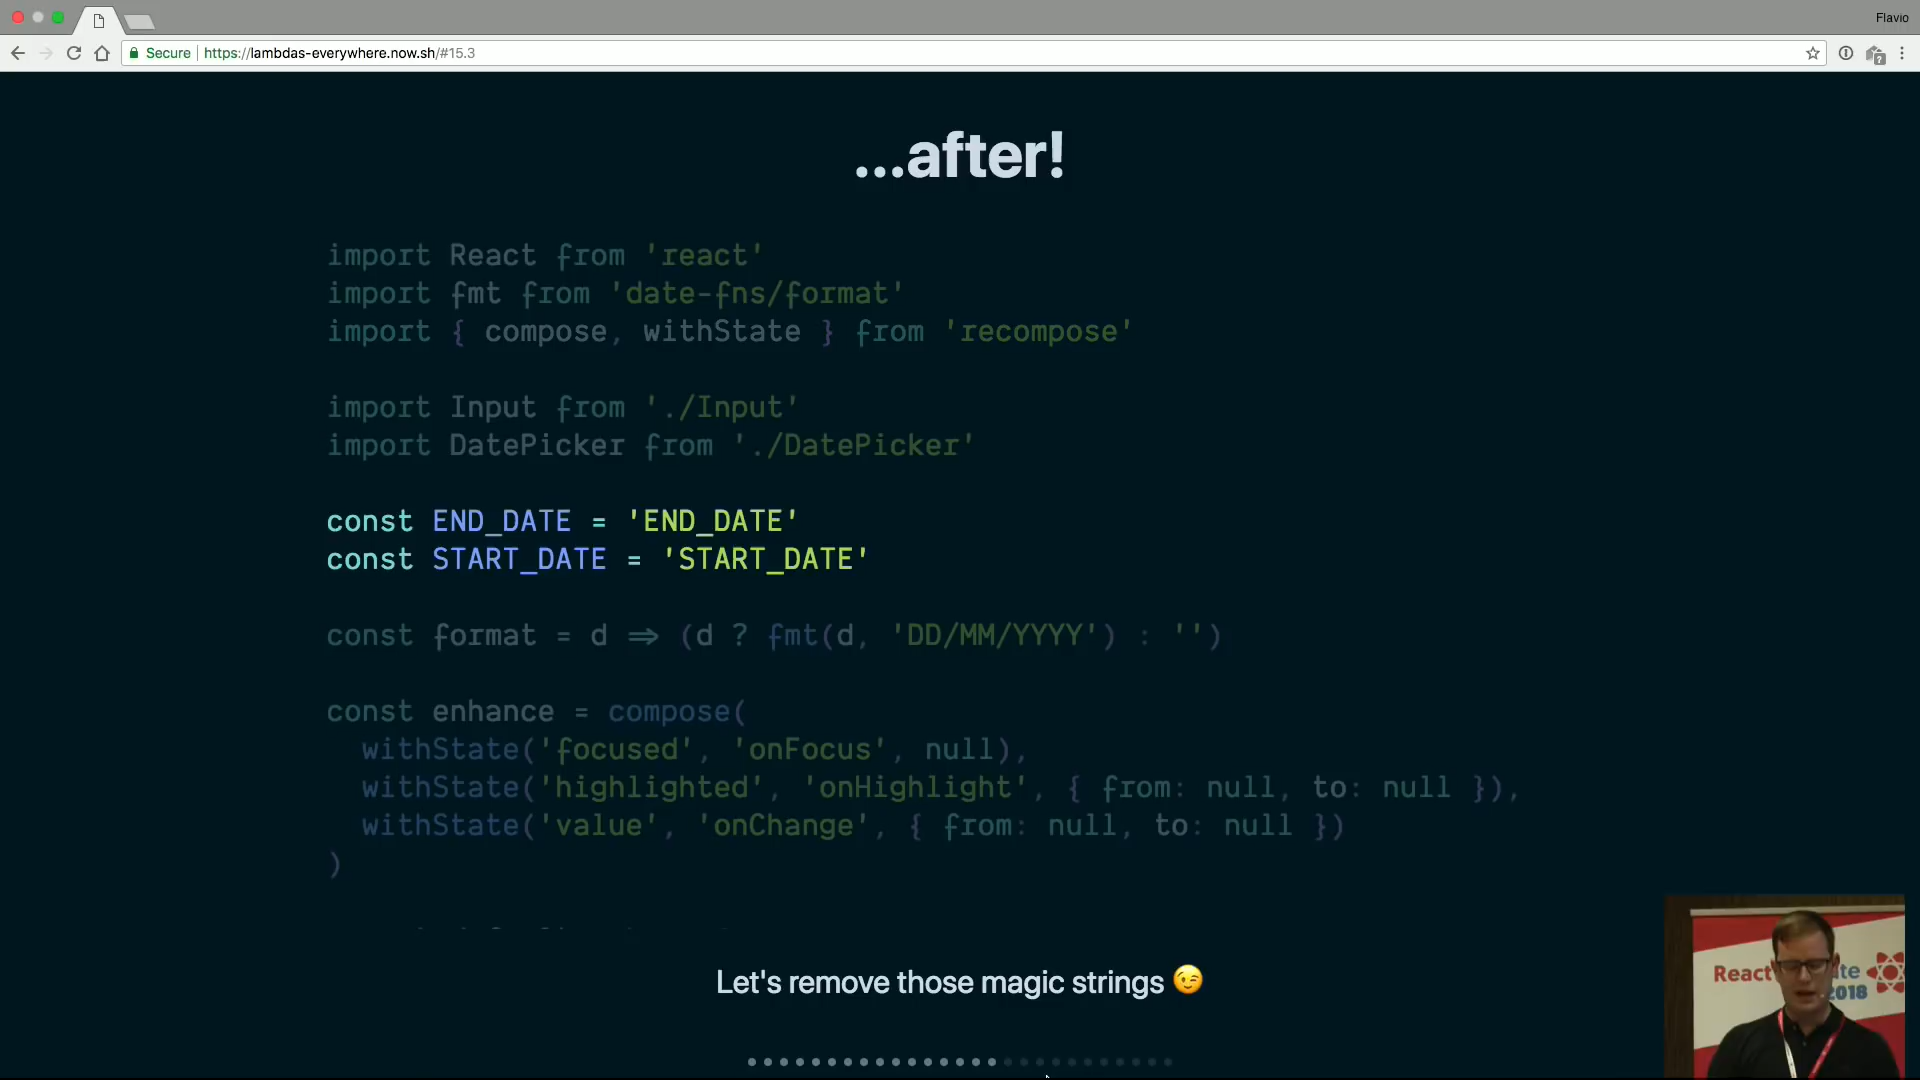 Flavio
Secure https://lambdas-everywhere.now.sh/#15.3
...after!
import React from 'react'
import fmt from 'date-fns/format'
import { compose, withState } from 'recompose'
import Input from './Input'
import DatePicker from './DatePicker'
const END_DATE = 'END_DATE'
const START_DATE = 'START_DATE'
const format = d => (d ? fmt(d, 'DD/MM/YYYY') : '')
const enhance = compose(
withState('focused', 'onFocus', null),
withState('highlighted', 'onHighlight', { from: null, to: null }),
withState('value', 'onChange', { from: null, to: null })
)
Let's remove those magic strings 😉
React
2018